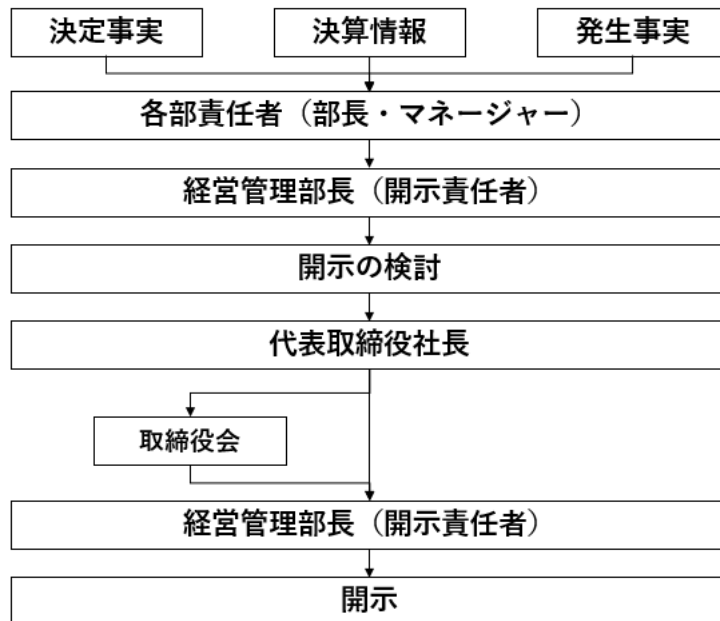 決定事実
決算情報
発生事実
各部責任者（部長・マネージャー）
経営管理部長（開示責任者）
開示の検討
代表取締役社長
取締役会
経営管理部長（開示責任者）
開示